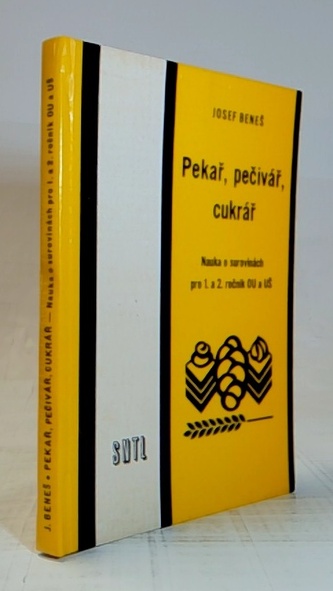 JOSEF BENEŠ
Pekař, pečivář,
cukrář
Nauka o surovinách
pro 1. a 2. ročník OU a UŠ
SNTL
J. BENEŠ • PEKAŘ, PEČIVÁŘ, CUKRÁŘ — Nauka o surovinách pro 1. a 2. ročník OU a UŠ